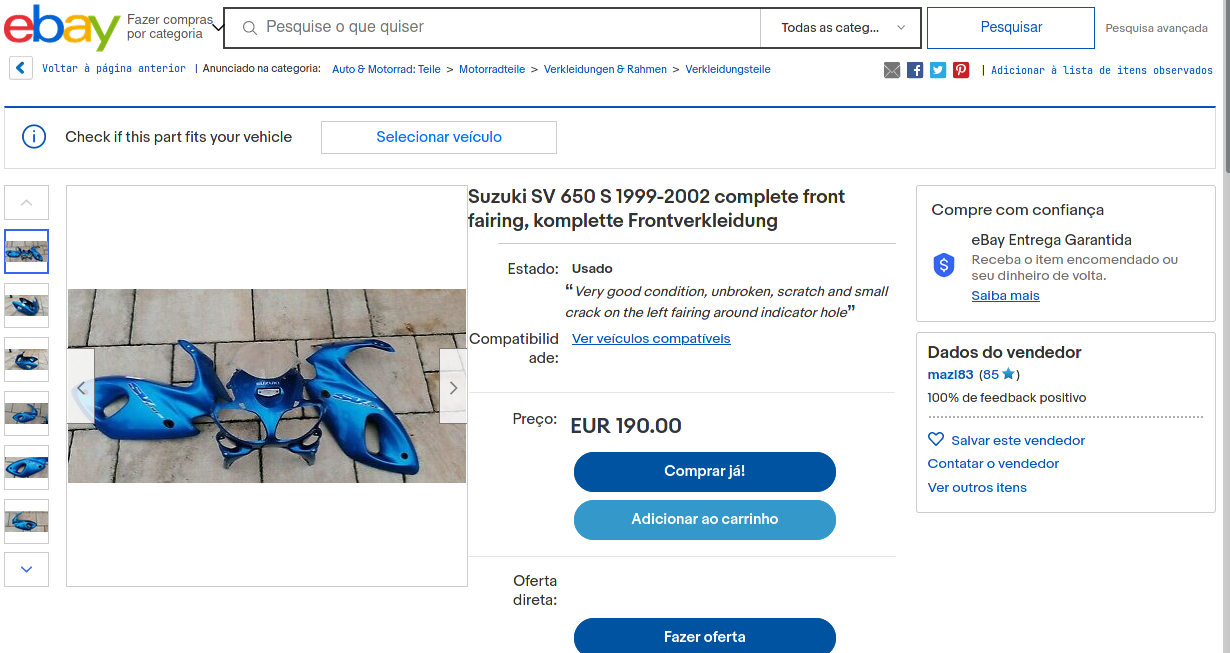 ebay
Fazer compras
por categoria
Pesquise o que quiser
Todas as categ...
Pesquisar
Pesquisa avançada
Voltar à página anterior | Anunciado na categoria: Auto & Motorrad: Teile > Motorradteile > Verkleidungen & Rahmen > Verkleidungsteile
| Adicionar à lista de itens observados
Check if this part fits your vehicle
Selecionar veículo
Suzuki SV 650 S 1999-2002 complete front
fairing, komplette Frontverkleidung
Estado: Usado
“Very good condition, unbroken, scratch and small
crack on the left fairing around indicator hole”
Compatibilid
ade:
Ver veículos compatíveis
Preço: EUR 190.00
Comprar já!
Adicionar ao carrinho
Oferta
direta:
Fazer oferta
Compre com confiança
eBay Entrega Garantida
Receba o item encomendado ou
seu dinheiro de volta.
Saiba mais
Dados do vendedor
mazl83 (85)
100% de feedback positivo
Salvar este vendedor
Contatar o vendedor
Ver outros itens
SUZUKI